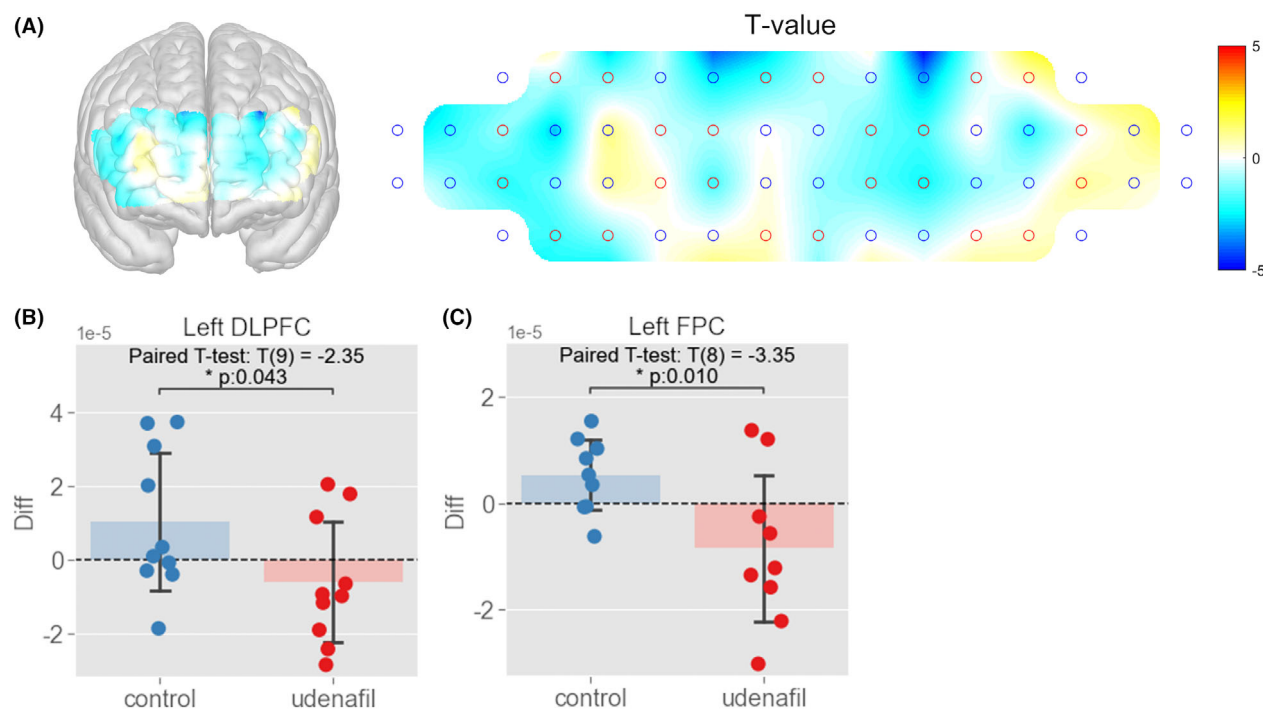 (A)
T-value
5
0
-5
(B)
1e-5
Left DLPFC
Paired T-test: T(9) = -2.35
* p:0.043
4
2
0
-2
Diff
control
udenafil
(C)
1e-5
Left FPC
Paired T-test: T(8) = -3.35
* p:0.010
2
0
-2
Diff
control
udenafil